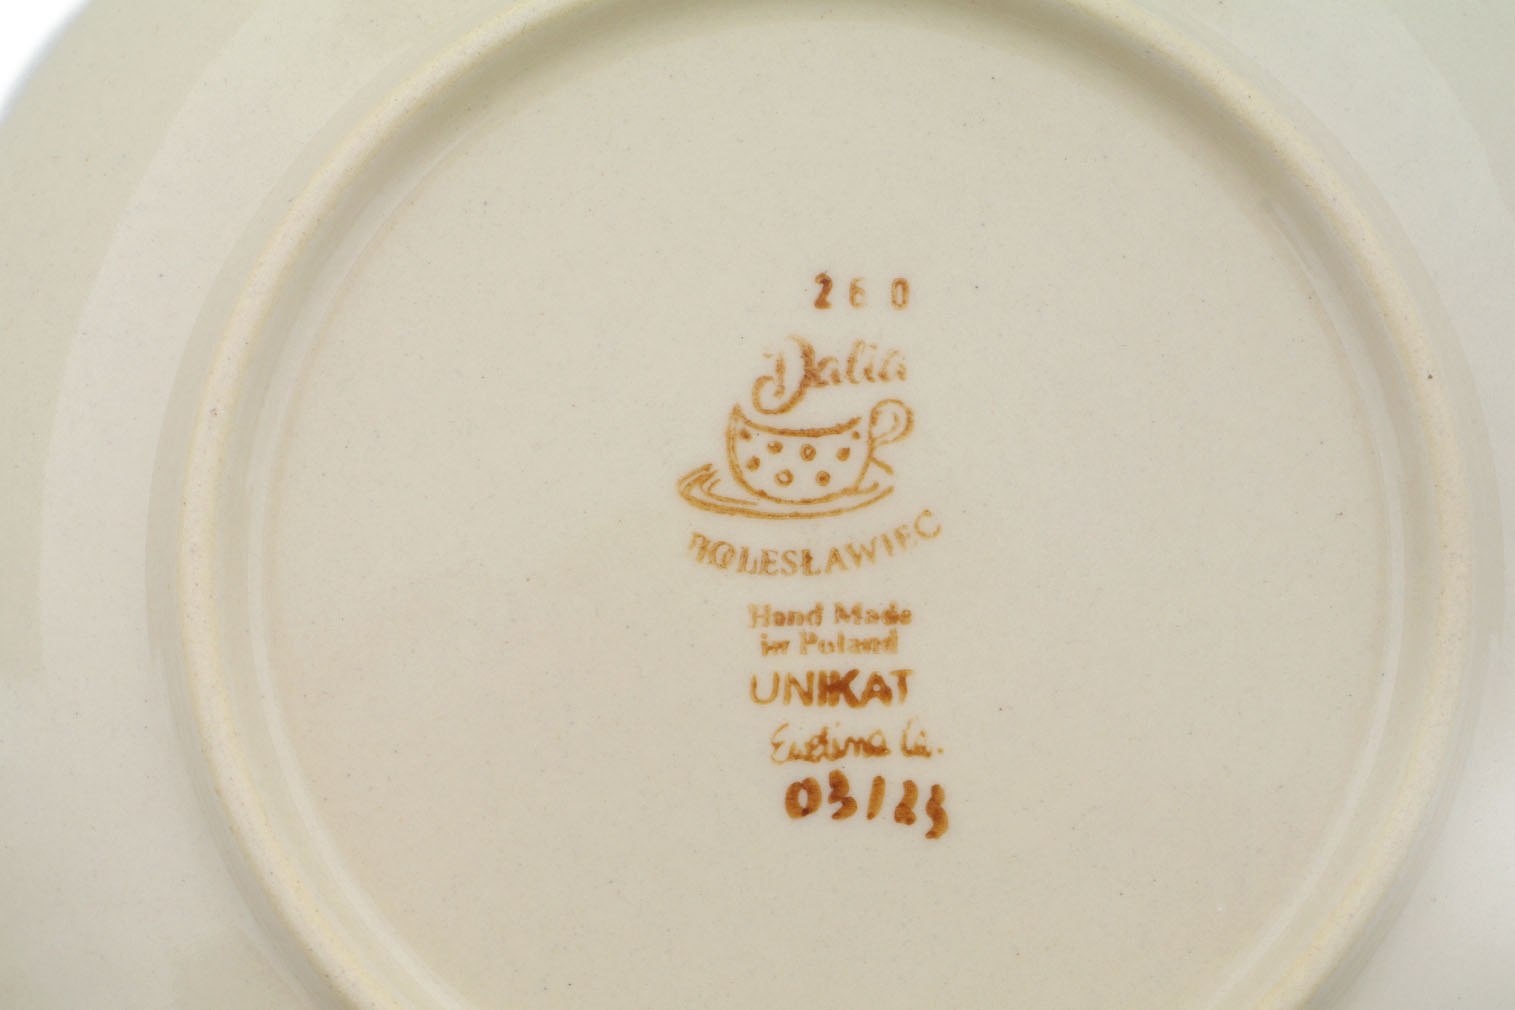 260
Dalia
BOLESŁAWIEC
Hand Made
in Poland
UNIKAT
03/23